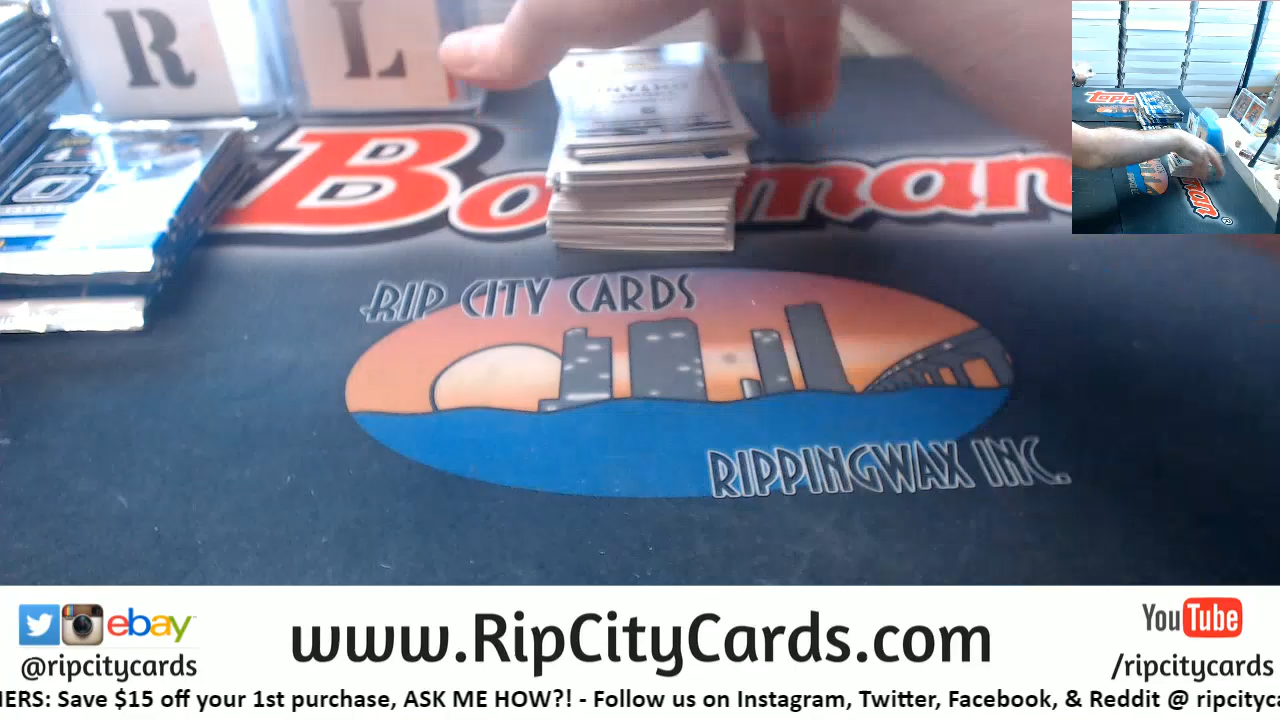 R L
Bowman
RIP CITY CARDS
RIPPINGWAX INC.
ebay
@ripcitycards
www.RipCityCards.com
YouTube
/ripcitycards
IERS: Save $15 off your 1st purchase, ASK ME HOW?! - Follow us on Instagram, Twitter, Facebook, & Reddit @ ripcityca
topps
man